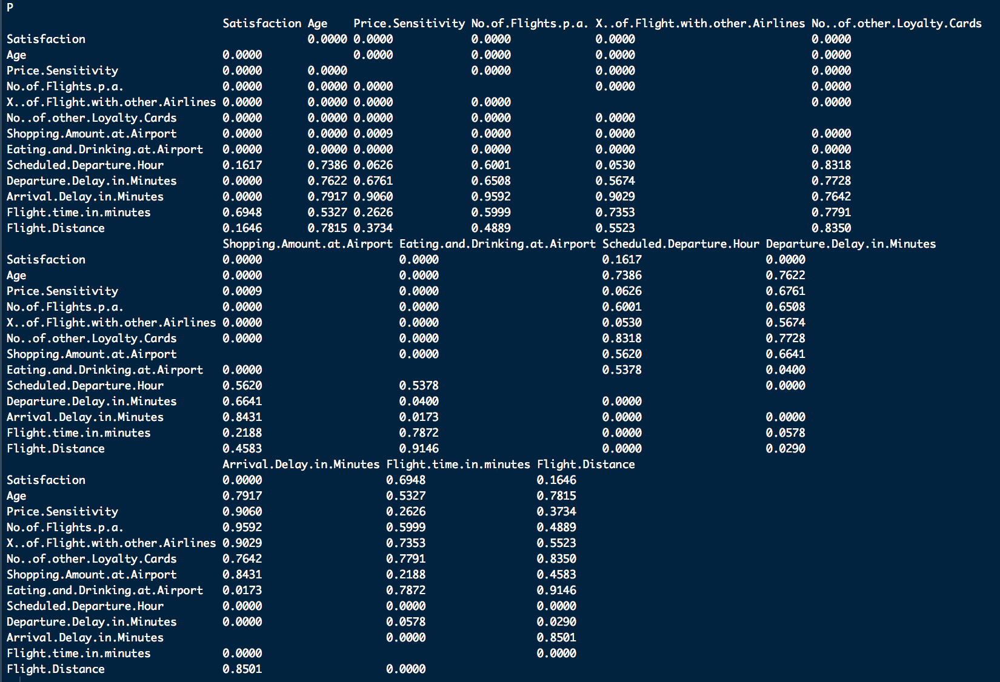 P
Satisfaction Age Price.Sensitivity No.of.Flights.p.a. X..of.Flight.with.other.Airlines No..of.other.Loyalty.Cards
Satisfaction 0.0000 0.0000 0.0000 0.0000 0.0000
Age 0.0000 0.0000 0.0000 0.0000 0.0000
Price.Sensitivity 0.0000 0.0000 0.0000 0.0000 0.0000
No.of.Flights.p.a. 0.0000 0.0000 0.0000 0.0000 0.0000
X..of.Flight.with.other.Airlines 0.0000 0.0000 0.0000 0.0000 0.0000
No..of.other.Loyalty.Cards 0.0000 0.0000 0.0000 0.0000 0.0000
Shopping.Amount.at.Airport 0.0000 0.0000 0.0009 0.0000 0.0000 0.0000
Eating.and.Drinking.at.Airport 0.0000 0.0000 0.0000 0.0000 0.0000 0.0000
Scheduled.Departure.Hour 0.1617 0.7386 0.0626 0.6001 0.0530 0.8318
Departure.Delay.in.Minutes 0.0000 0.7622 0.6761 0.6508 0.5674 0.7728
Arrival.Delay.in.Minutes 0.0000 0.7917 0.9060 0.9592 0.9029 0.7642
Flight.time.in.minutes 0.6948 0.5327 0.2626 0.5999 0.7353 0.7791
Flight.Distance 0.1646 0.7815 0.3734 0.4889 0.5523 0.8350
Shopping.Amount.at.Airport Eating.and.Drinking.at.Airport Scheduled.Departure.Hour Departure.Delay.in.Minutes
Satisfaction 0.0000 0.0000 0.1617 0.0000
Age 0.0000 0.0000 0.7386 0.7622
Price.Sensitivity 0.0009 0.0000 0.0626 0.6761
No.of.Flights.p.a. 0.0000 0.0000 0.6001 0.6508
X..of.Flight.with.other.Airlines 0.0000 0.0000 0.0530 0.5674
No..of.other.Loyalty.Cards 0.0000 0.0000 0.8318 0.7728
Shopping.Amount.at.Airport 0.0000 0.5620 0.6641
Eating.and.Drinking.at.Airport 0.0000 0.5378 0.0400
Scheduled.Departure.Hour 0.5620 0.5378 0.0000
Departure.Delay.in.Minutes 0.6641 0.0400 0.0000
Arrival.Delay.in.Minutes 0.8431 0.0173 0.0000 0.0000
Flight.time.in.minutes 0.2188 0.7872 0.0000 0.0578
Flight.Distance 0.4583 0.9146 0.0000 0.0290
Arrival.Delay.in.Minutes Flight.time.in.minutes Flight.Distance
Satisfaction 0.0000 0.6948 0.1646
Age 0.7917 0.5327 0.7815
Price.Sensitivity 0.9060 0.2626 0.3734
No.of.Flights.p.a. 0.9592 0.5999 0.4889
X..of.Flight.with.other.Airlines 0.9029 0.7353 0.5523
No..of.other.Loyalty.Cards 0.7642 0.7791 0.8350
Shopping.Amount.at.Airport 0.8431 0.2188 0.4583
Eating.and.Drinking.at.Airport 0.0173 0.7872 0.9146
Scheduled.Departure.Hour 0.0000 0.0000 0.0000
Departure.Delay.in.Minutes 0.0000 0.0578 0.0290
Arrival.Delay.in.Minutes 0.0000 0.8501
Flight.time.in.minutes 0.0000 0.0000
Flight.Distance 0.8501 0.0000